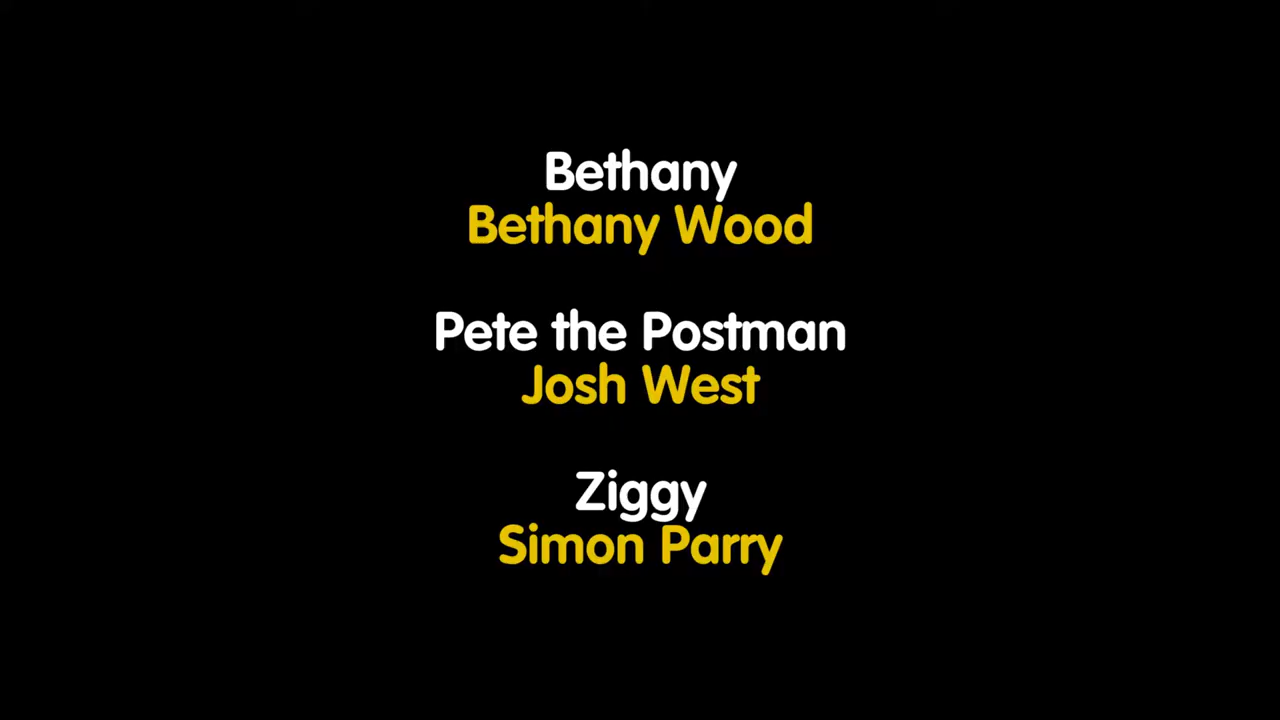 Bethany
Bethany Wood
Pete the Postman
Josh West
Ziggy
Simon Parry